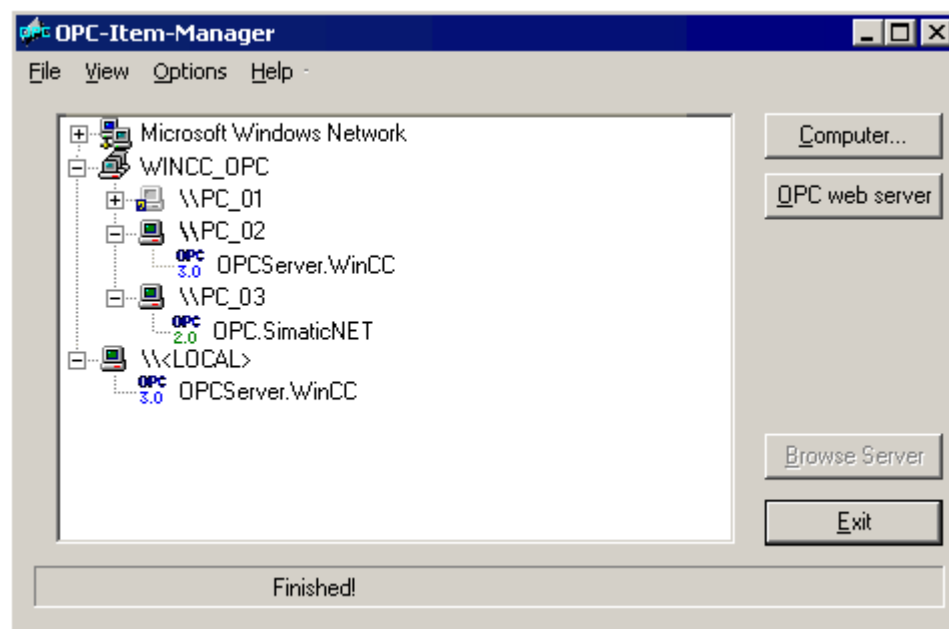 OPC OPC-Item-Manager
File View Options Help
Microsoft Windows Network
Computer...
WINCC_OPC
\\PC_01
OPC web server
\\PC_02
OPC 3.0 OPCServer.WinCC
\\PC_03
OPC 2.0 OPC.SimaticNET
\\<LOCAL>
OPC 3.0 OPCServer.WinCC
Browse Server
Exit
Finished!